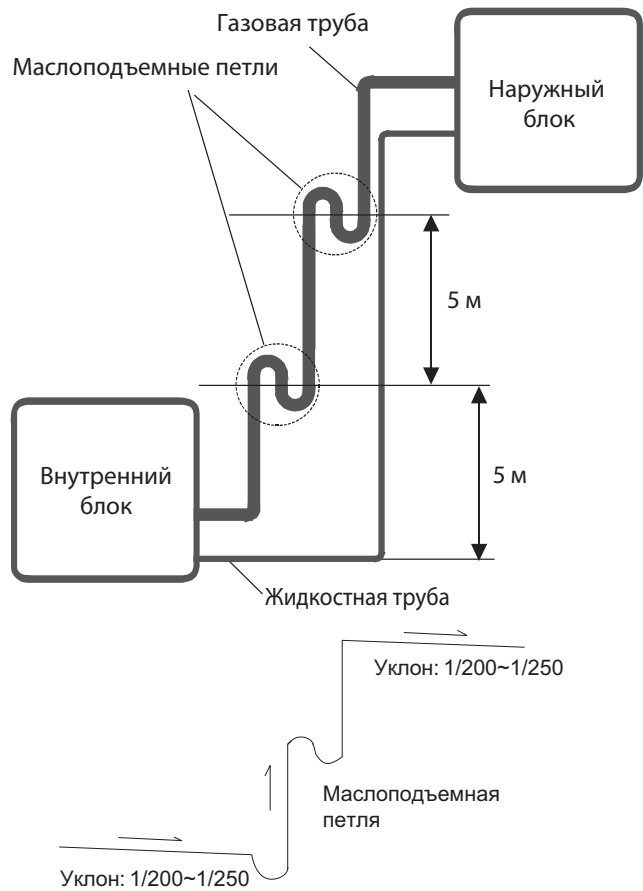 Газовая труба
Маслоподъемные петли
Наружный
блок
5 м
Внутренний
блок
5 м
Жидкостная труба
Уклон: 1/200~1/250
Маслоподъемная
петля
Уклон: 1/200~1/250